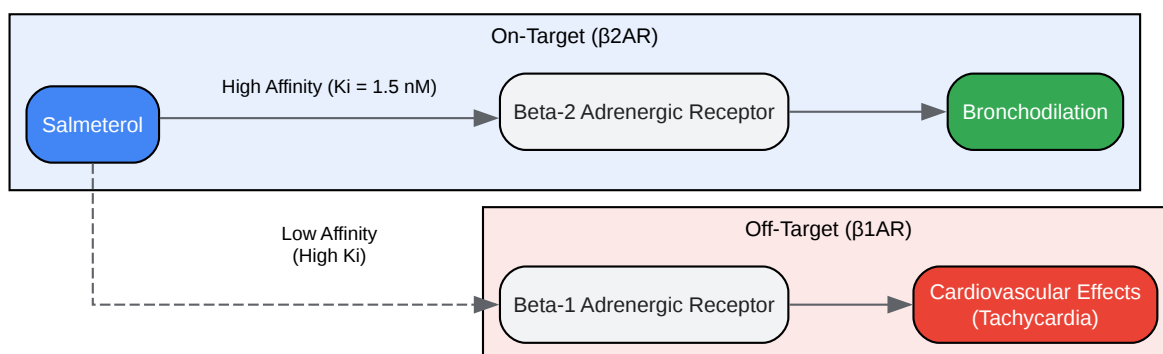 On-Target (β2AR)
High Affinity (Ki = 1.5 nM)
Salmeterol
Beta-2 Adrenergic Receptor
Bronchodilation
Off-Target (β1AR)
Low Affinity
(High Ki)
Beta-1 Adrenergic Receptor
Cardiovascular Effects
(Tachycardia)